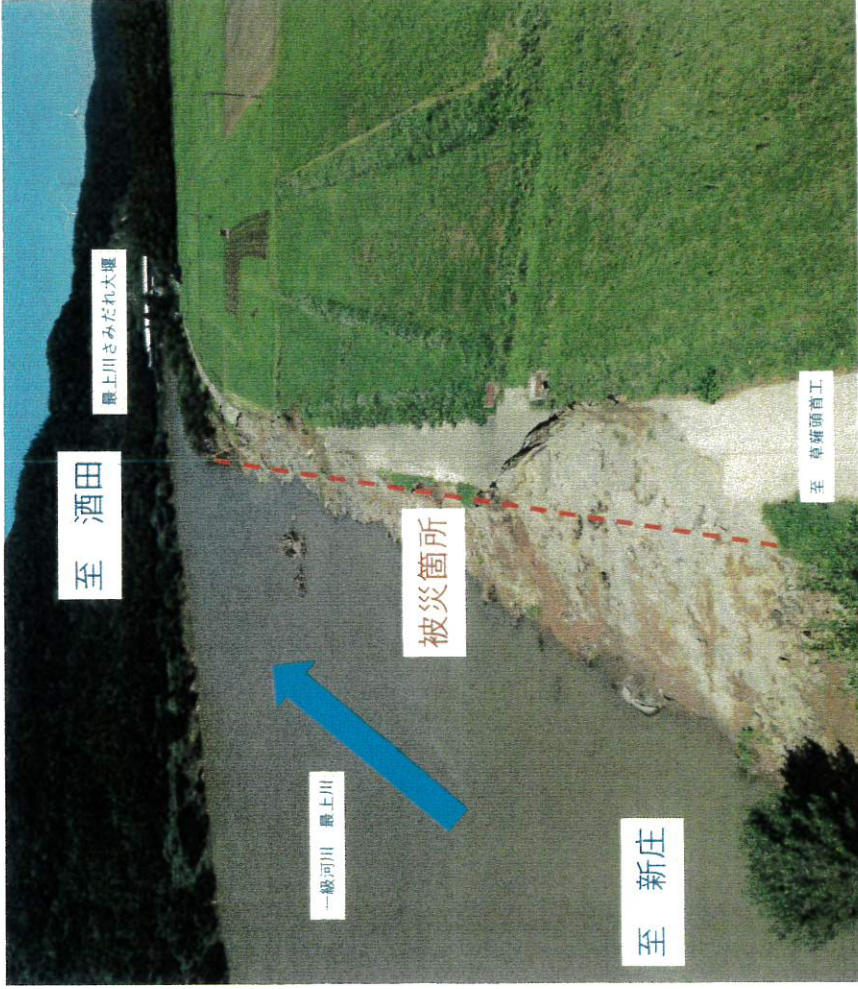 至 酒田
最上川さみだれ大堰
被災箇所
一級河川 最上川
至 新庄
至 草薙頭首工